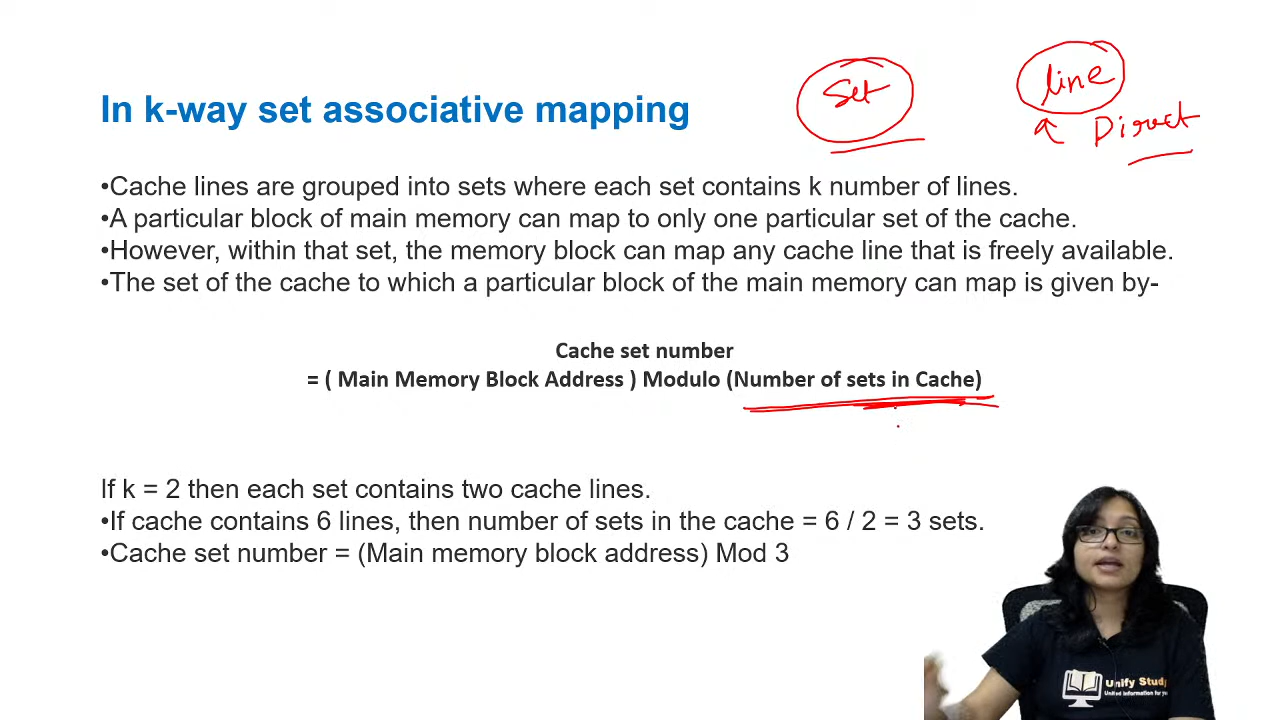 Set
line
Direct
In k-way set associative mapping
•Cache lines are grouped into sets where each set contains k number of lines.
•A particular block of main memory can map to only one particular set of the cache.
•However, within that set, the memory block can map any cache line that is freely available.
•The set of the cache to which a particular block of the main memory can map is given by-
Cache set number
= ( Main Memory Block Address ) Modulo (Number of sets in Cache)
If k = 2 then each set contains two cache lines.
•If cache contains 6 lines, then number of sets in the cache = 6 / 2 = 3 sets.
•Cache set number = (Main memory block address) Mod 3
Unify Study
United Information for